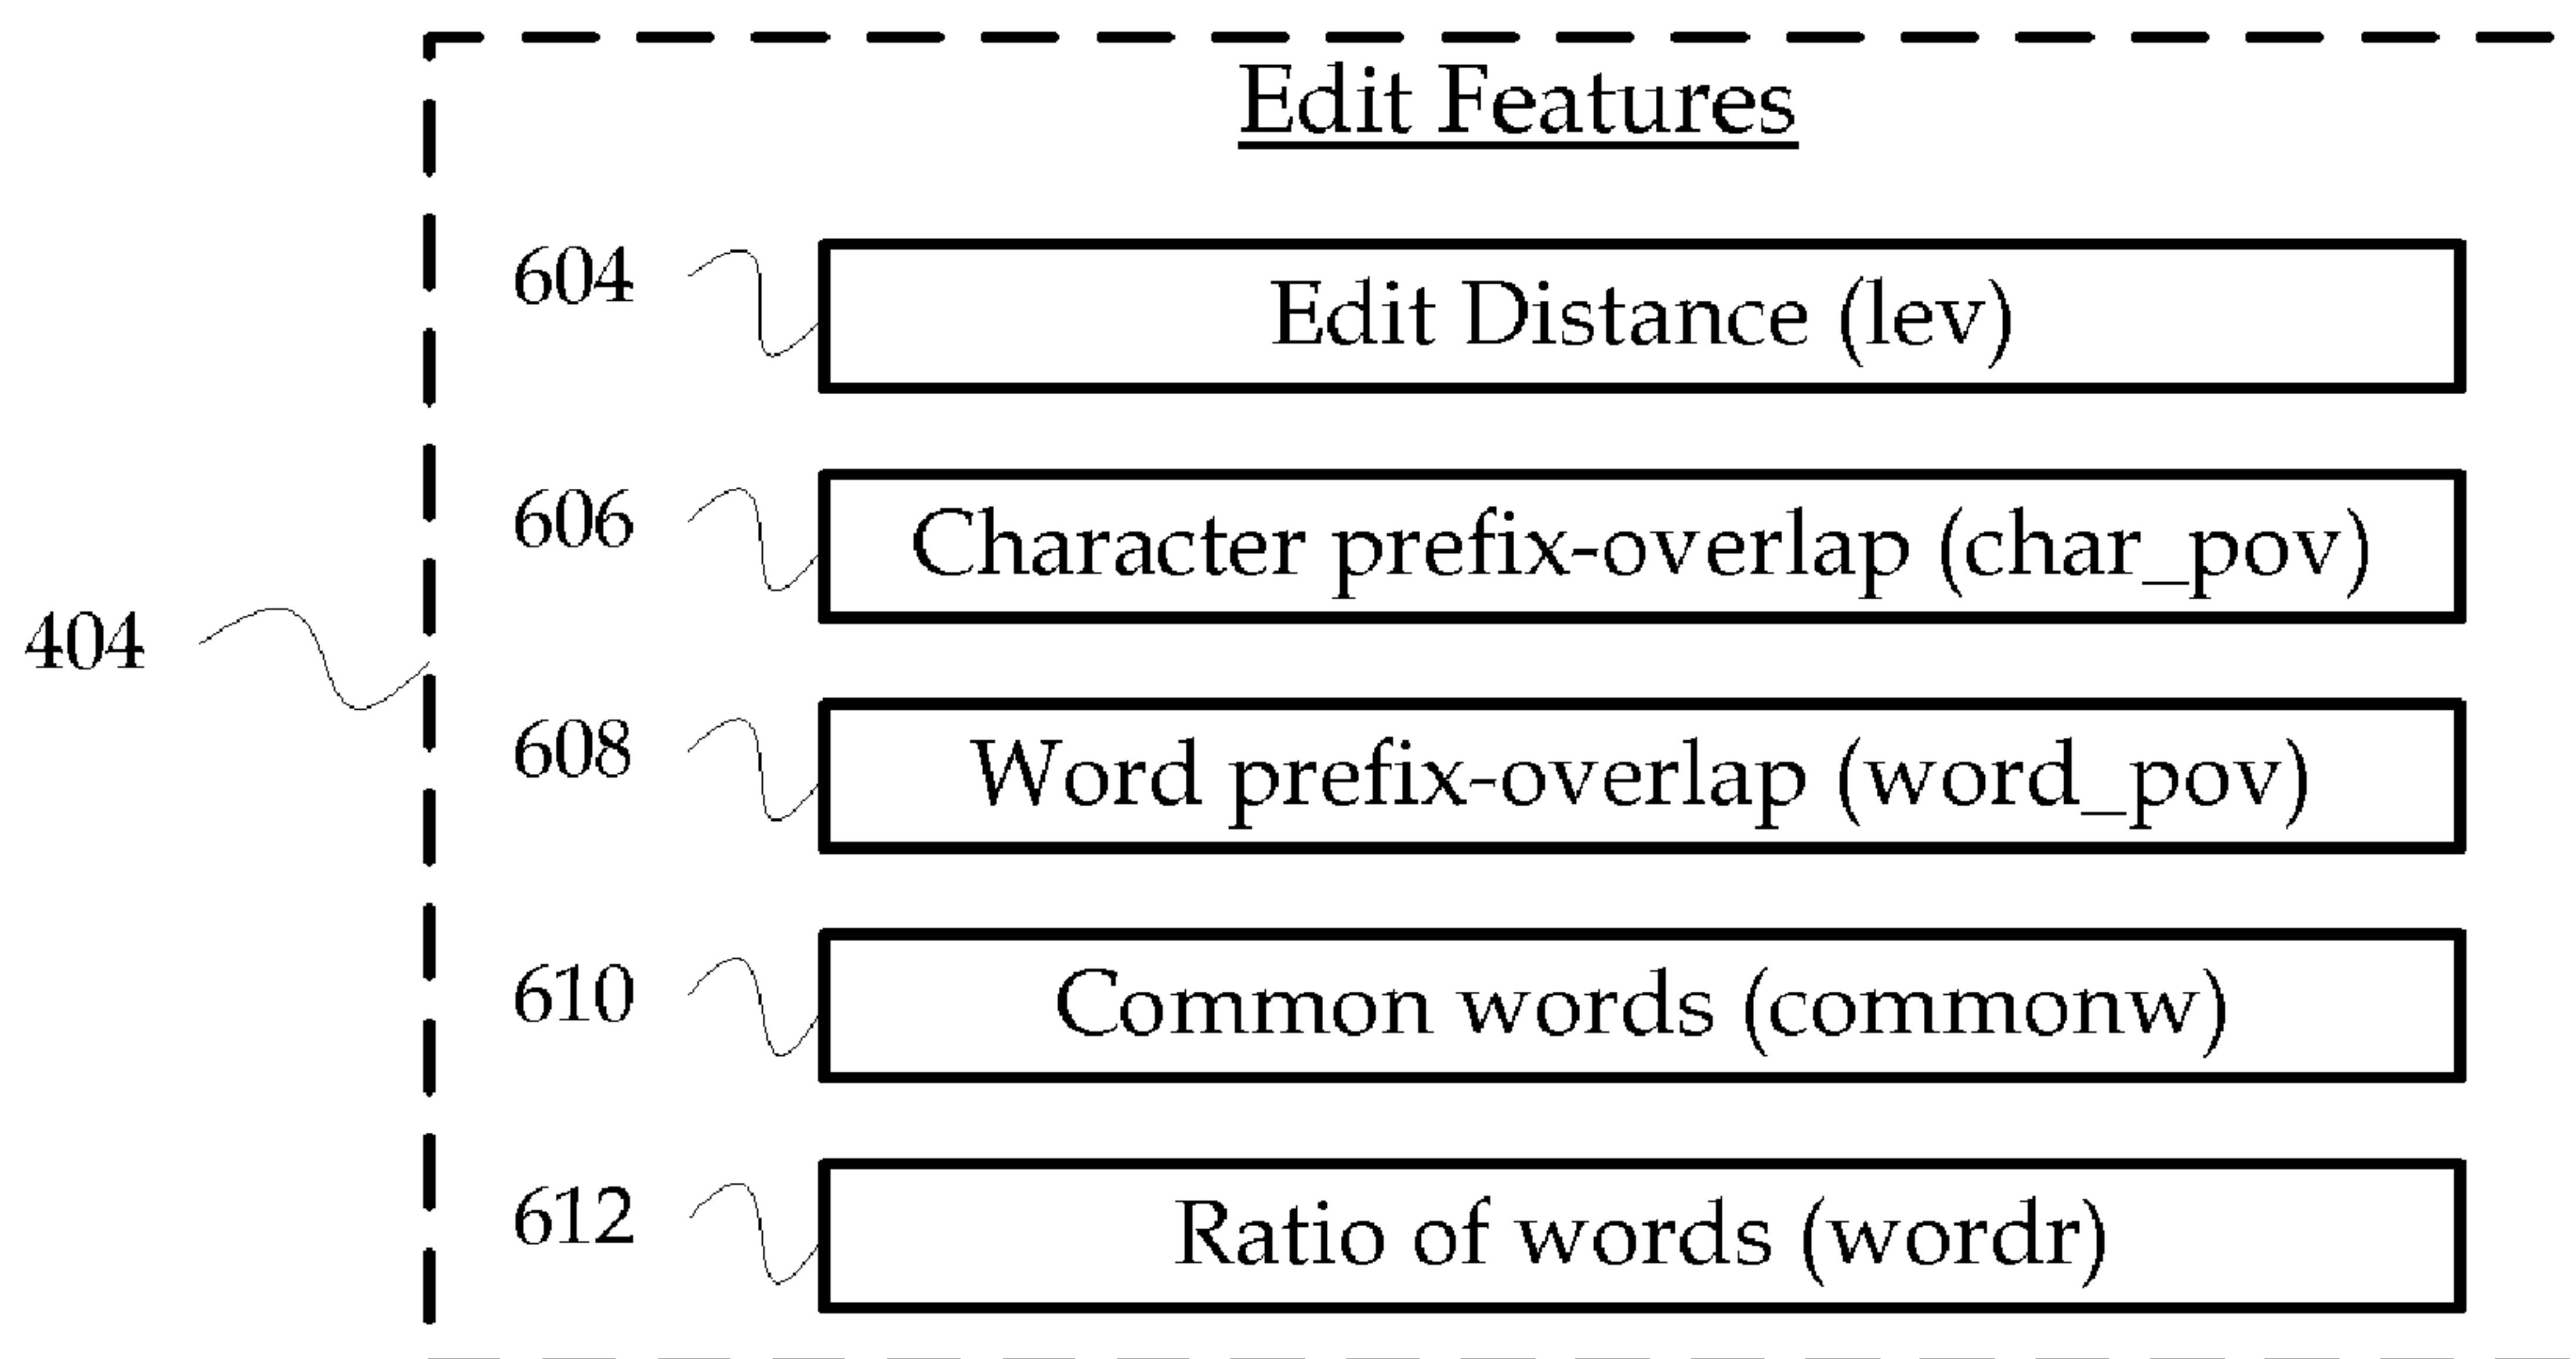 Edit Features
604 Edit Distance (lev)
606 Character prefix-overlap (char_pov)
404
608 Word prefix-overlap (word_pov)
610 Common words (commonw)
612 Ratio of words (wordr)